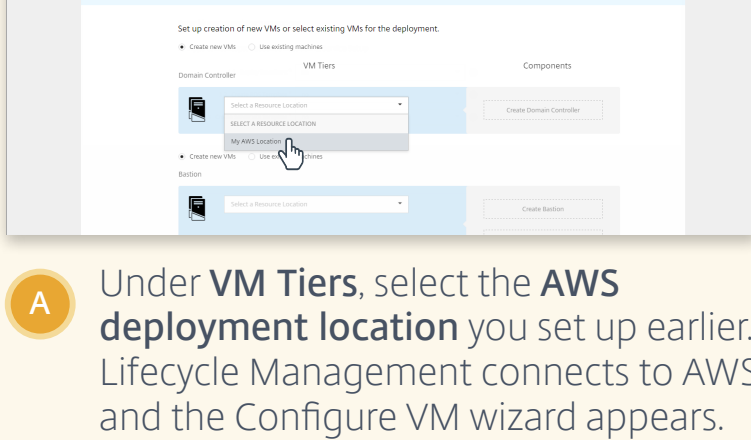 Set up creation of new VMs or select existing VMs for the deployment.
Create new VMs Use existing machines
VM Tiers Components
Domain Controller
Select a Resource Location Create Domain Controller
SELECT A RESOURCE LOCATION
My AWS Location
Create new VMs Use machines
Bastion
Select a Resource Location Create Bastion
A
Under VM Tiers, select the AWS
deployment location you set up earlier.
Lifecycle Management connects to AWS
and the Configure VM wizard appears.